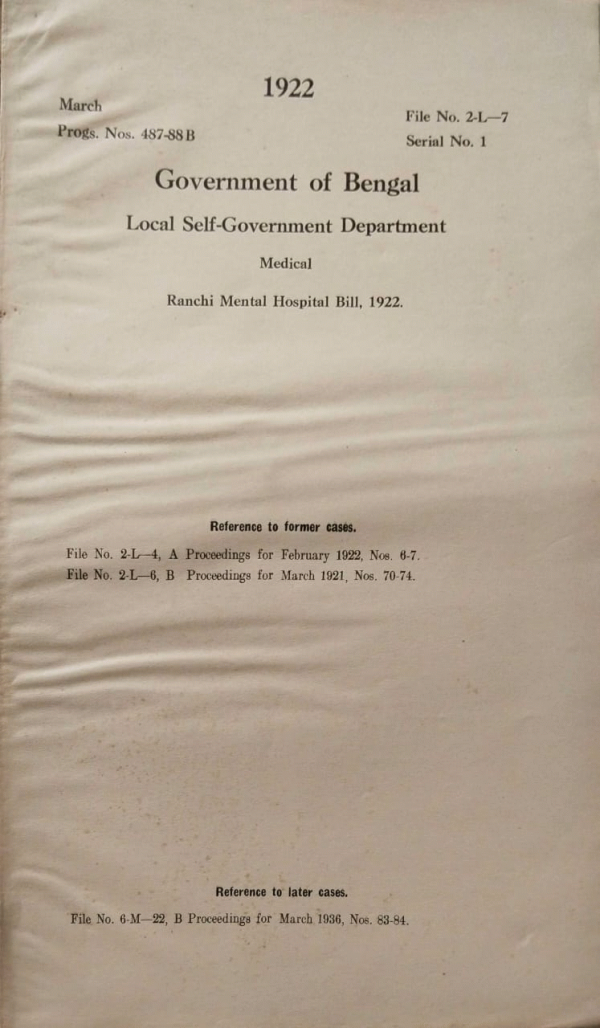 1922
March
File No. 2-L—7
Progs. Nos. 487-88 B
Serial No. 1
Government of Bengal
Local Self-Government Department
Medical
Ranchi Mental Hospital Bill, 1922.
Reference to former cases.
File No. 2-L—4, A Proceedings for February 1922, Nos. 6-7.
File No. 2-L—6, B Proceedings for March 1921, Nos. 70-74.
Reference to later cases.
File No. 6-M—22, B Proceedings for March 1936, Nos. 83-84.